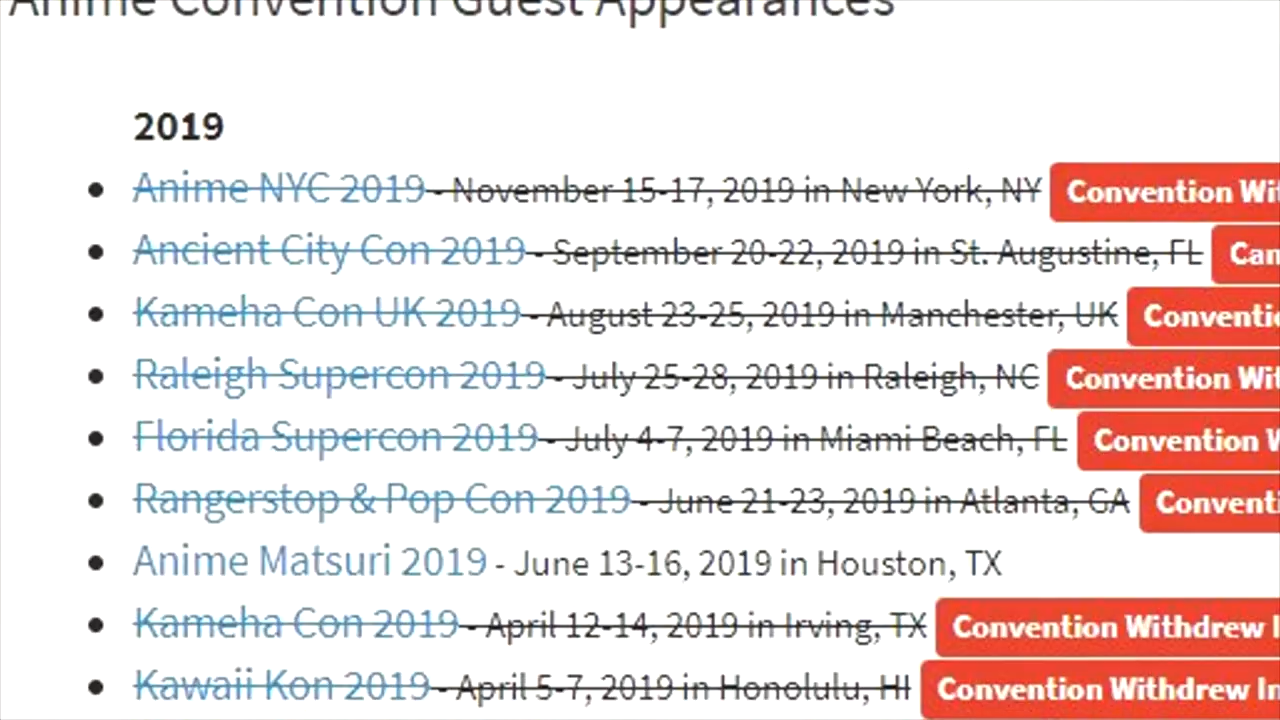 Anime Convention Guest Appearances
2019
Anime NYC 2019 - November 15-17, 2019 in New York, NY Convention Wi
Ancient City Con 2019 - September 20-22, 2019 in St. Augustine, FL Can
Kameha Con UK 2019 - August 23-25, 2019 in Manchester, UK Conventi
Raleigh Supercon 2019 - July 25-28, 2019 in Raleigh, NC Convention Wit
Florida Supercon 2019 - July 4-7, 2019 in Miami Beach, FL Convention W
Rangerstop & Pop Con 2019 - June 21-23, 2019 in Atlanta, GA Conventi
Anime Matsuri 2019 - June 13-16, 2019 in Houston, TX
Kameha Con 2019 - April 12-14, 2019 in Irving, TX Convention Withdrew I
Kawaii Kon 2019 - April 5-7, 2019 in Honolulu, HI Convention Withdrew In